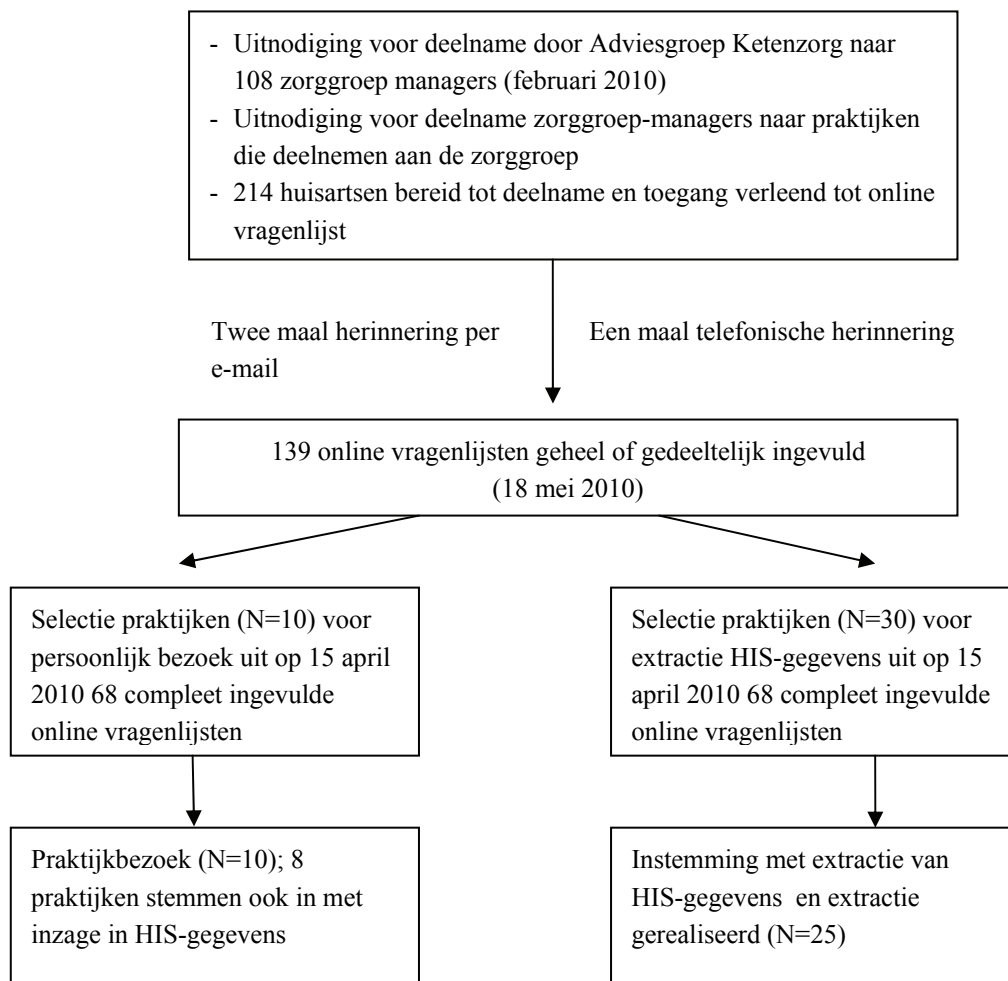 - Uitnodiging voor deelname door Adviesgroep Ketenzorg naar
108 zorggroep managers (februari 2010)
- Uitnodiging voor deelname zorggroep-managers naar praktijken
die deelnemen aan de zorggroep
- 214 huisartsen bereid tot deelname en toegang verleend tot online
vragenlijst
Twee maal herinnering per
e-mail
Een maal telefonische herinnering
139 online vragenlijsten geheel of gedeeltelijk ingevuld
(18 mei 2010)
Selectie praktijken (N=10) voor
persoonlijk bezoek uit op 15 april
2010 68 compleet ingevulde
online vragenlijsten
Selectie praktijken (N=30) voor
extractie HIS-gegevens uit op 15
april 2010 68 compleet ingevulde
online vragenlijsten
Praktijkbezoek (N=10); 8
praktijken stemmen ook in met
inzage in HIS-gegevens
Instemming met extractie van
HIS-gegevens en extractie
gerealiseerd (N=25)